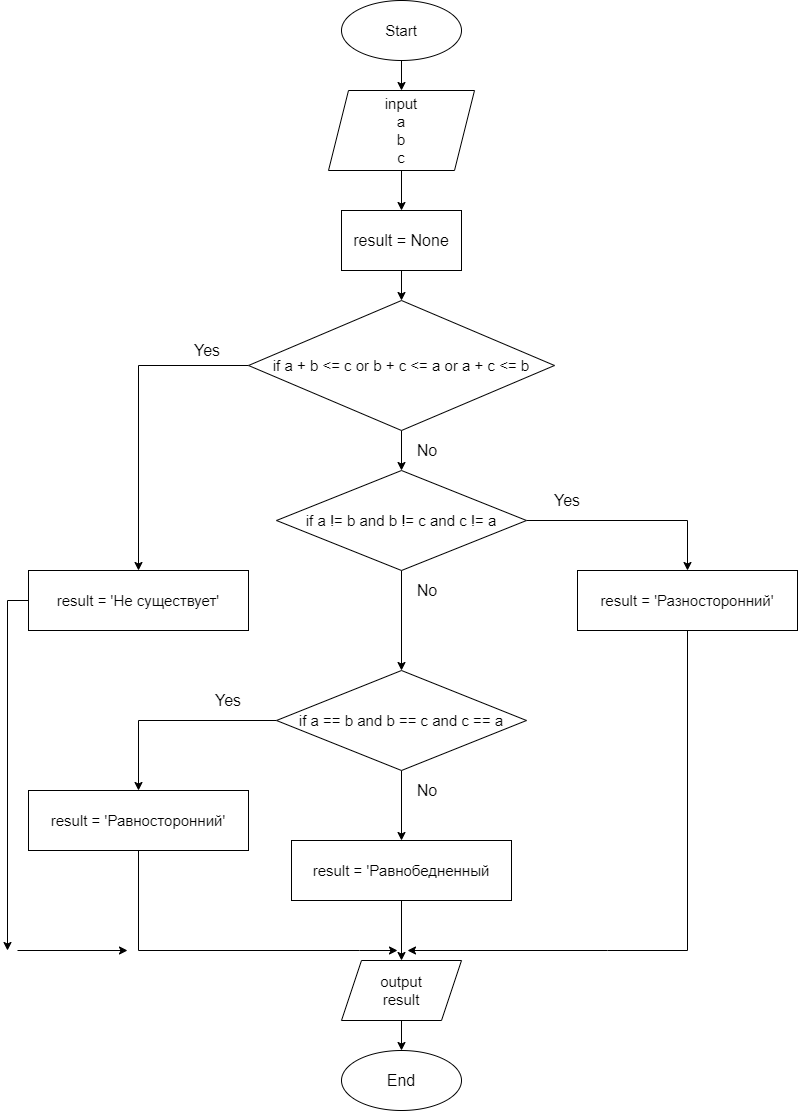 Start
input
a
b
c
result = None
Yes
if a + b <= c or b + c <= a or a + c <= b
No
Yes
if a != b and b != c and c != a
No
result = 'Не существует'
result = 'Разносторонний'
Yes
if a == b and b == c and c == a
No
result = 'Равносторонний'
result = 'Равнобедненный
output
result
End